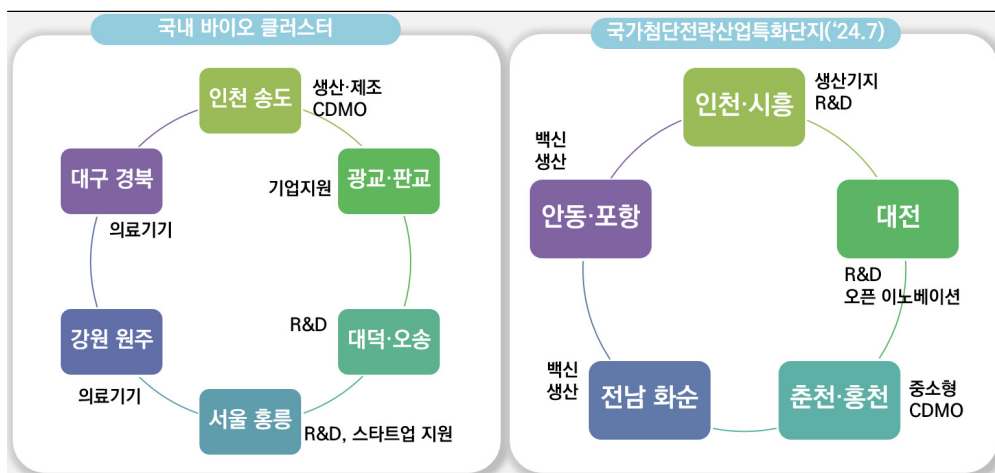 국내 바이오 클러스터
인천 송도
생산·제조
CDMO
광교·판교
기업지원
대덕·오송
R&D
서울 홍릉
R&D, 스타트업 지원
강원 원주
의료기기
대구 경북
의료기기
국가첨단전략산업특화단지(‘24.7)
인천·시흥
생산기지
R&D
대전
R&D
오픈 이노베이션
춘천·홍천
중소형
CDMO
전남 화순
백신
생산
안동·포항
백신
생산